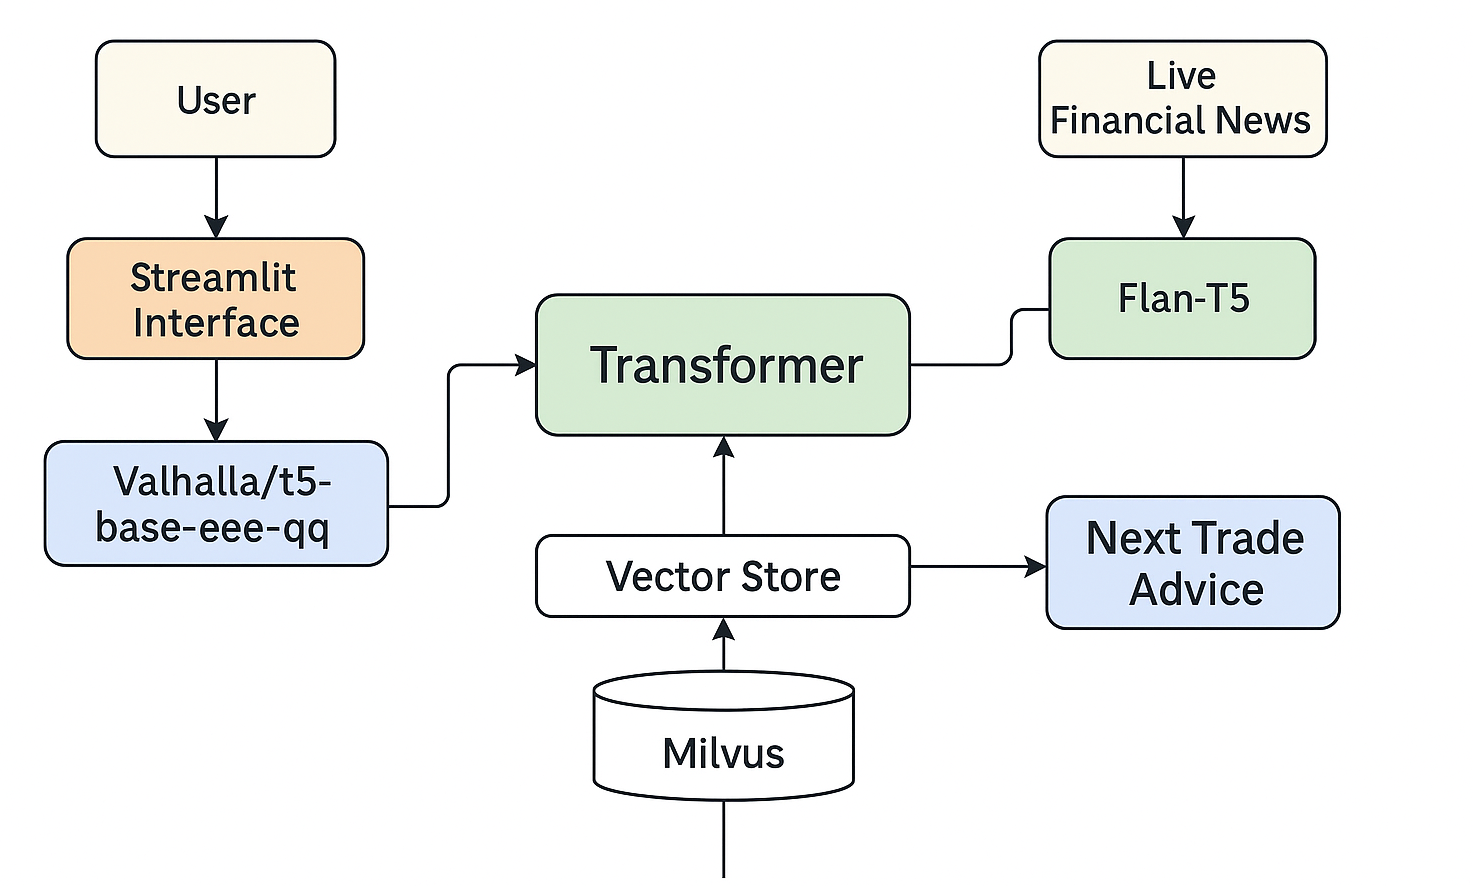 User
Live
Financial News
Streamlit
Interface
Flan-T5
Transformer
Valhalla/t5-
base-eee-qq
Next Trade
Advice
Vector Store
Milvus